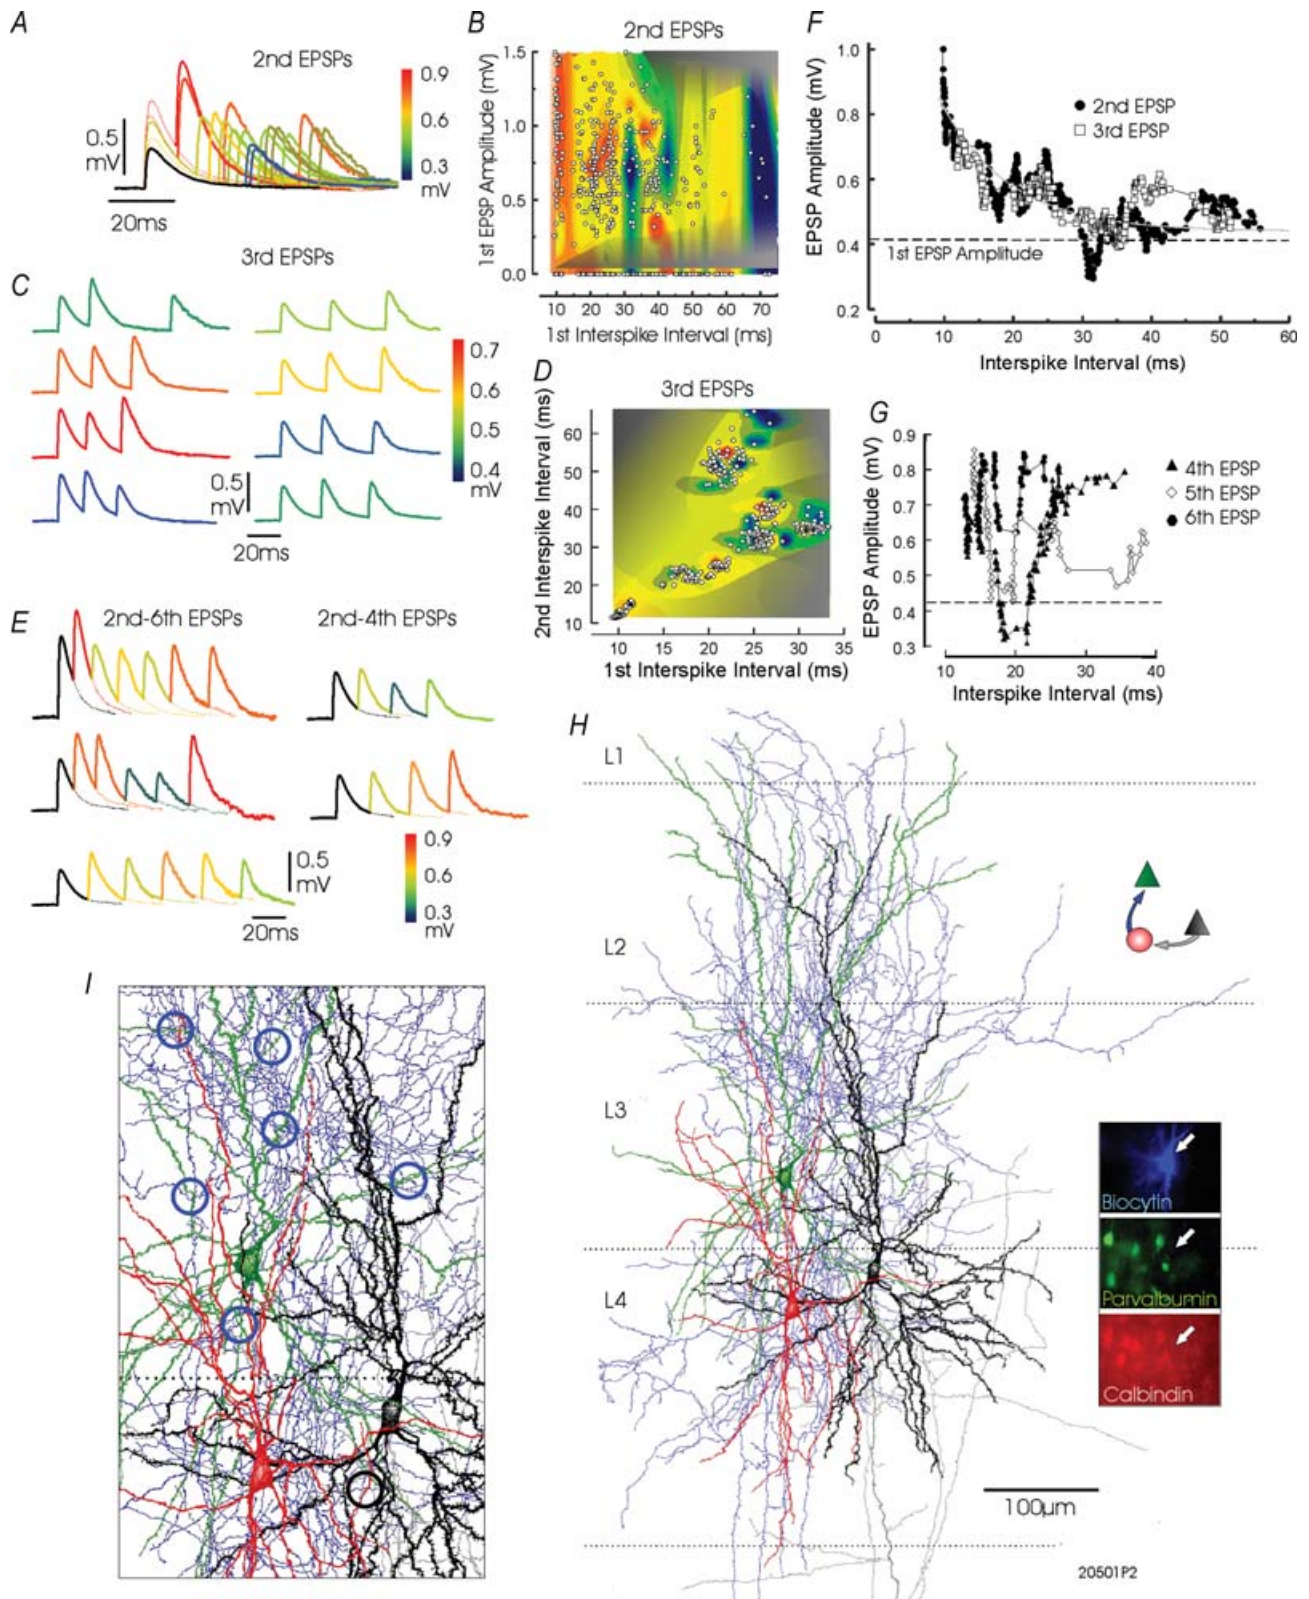 A
2nd EPSPs
0.5
mV
20ms
0.9
0.6
0.3
mV
B
2nd EPSPs
1st EPSP Amplitude (mV)
1.5
1.0
0.5
0.0
10 20 30 40 50 60 70
1st Interspike Interval (ms)
C
3rd EPSPs
0.5
mV
20ms
0.7
0.6
0.5
0.4
mV
D
3rd EPSPs
2nd Interspike Interval (ms)
60
50
40
30
20
10
10 15 20 25 30 35
1st Interspike Interval (ms)
E
2nd-6th EPSPs
2nd-4th EPSPs
0.5
mV
20ms
0.9
0.6
0.3
mV
F
EPSP Amplitude (mV)
1.0
0.8
0.6
0.4
0.2
2nd EPSP
3rd EPSP
1st EPSP Amplitude
0 10 20 30 40 50 60
Interspike Interval (ms)
G
EPSP Amplitude (mV)
0.9
0.8
0.7
0.6
0.5
0.4
0.3
4th EPSP
5th EPSP
6th EPSP
10 20 30 40
Interspike Interval (ms)
H
L1
L2
L3
L4
Biocytin
Parvalbumin
Calbindin
100μm
20501P2
I